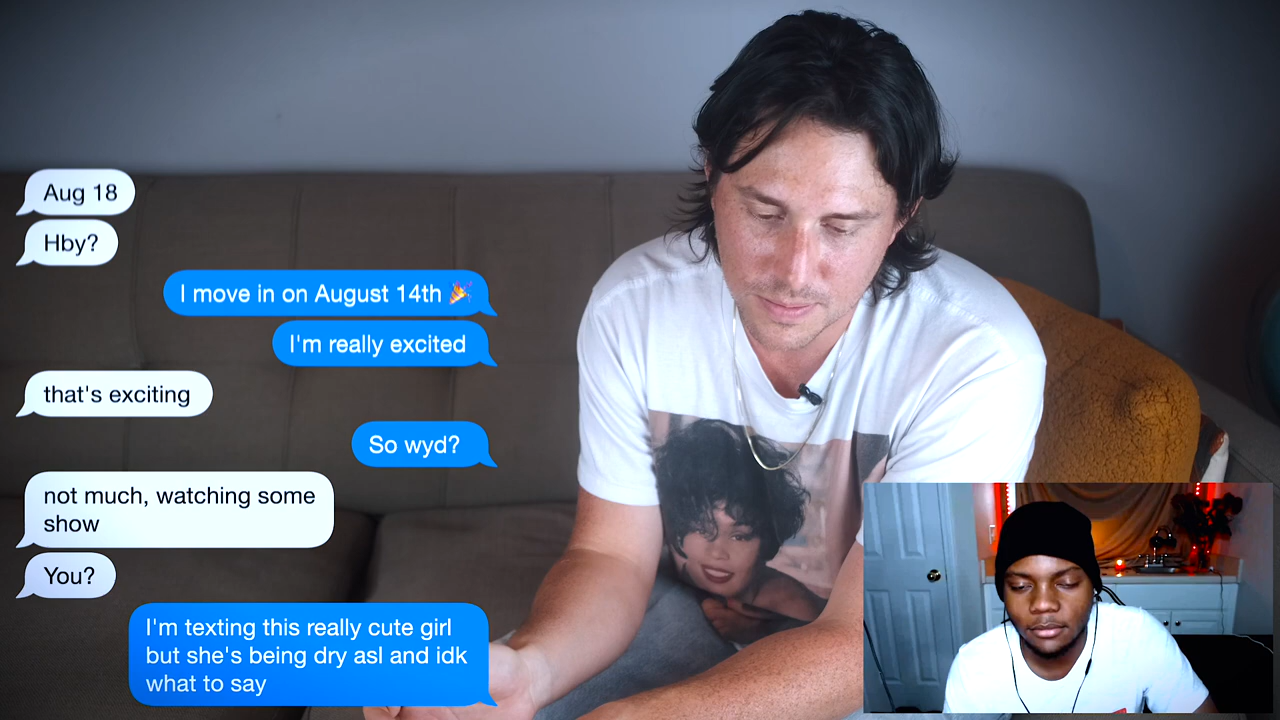 Aug 18
Hby?
I move in on August 14th 🎉
I'm really excited
that's exciting
So wyd?
not much, watching some
show
You?
I'm texting this really cute girl
but she's being dry asl and idk
what to say